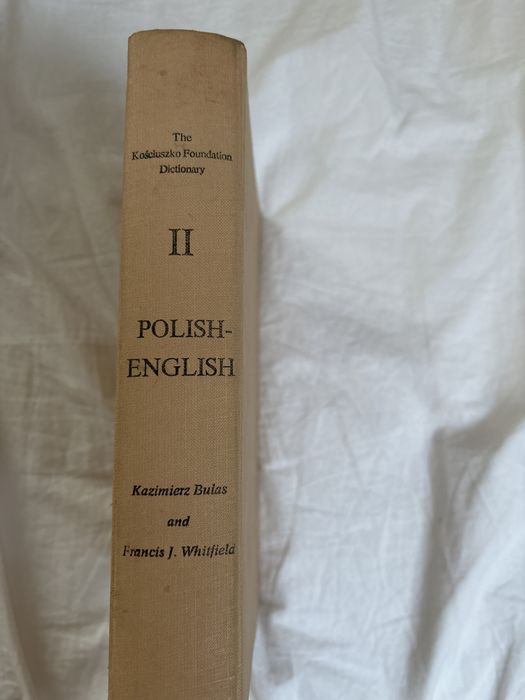 The
Kościuszko Foundation
Dictionary
II
POLISH-
ENGLISH
Kazimierz Bulas
and
Francis J. Whitfield